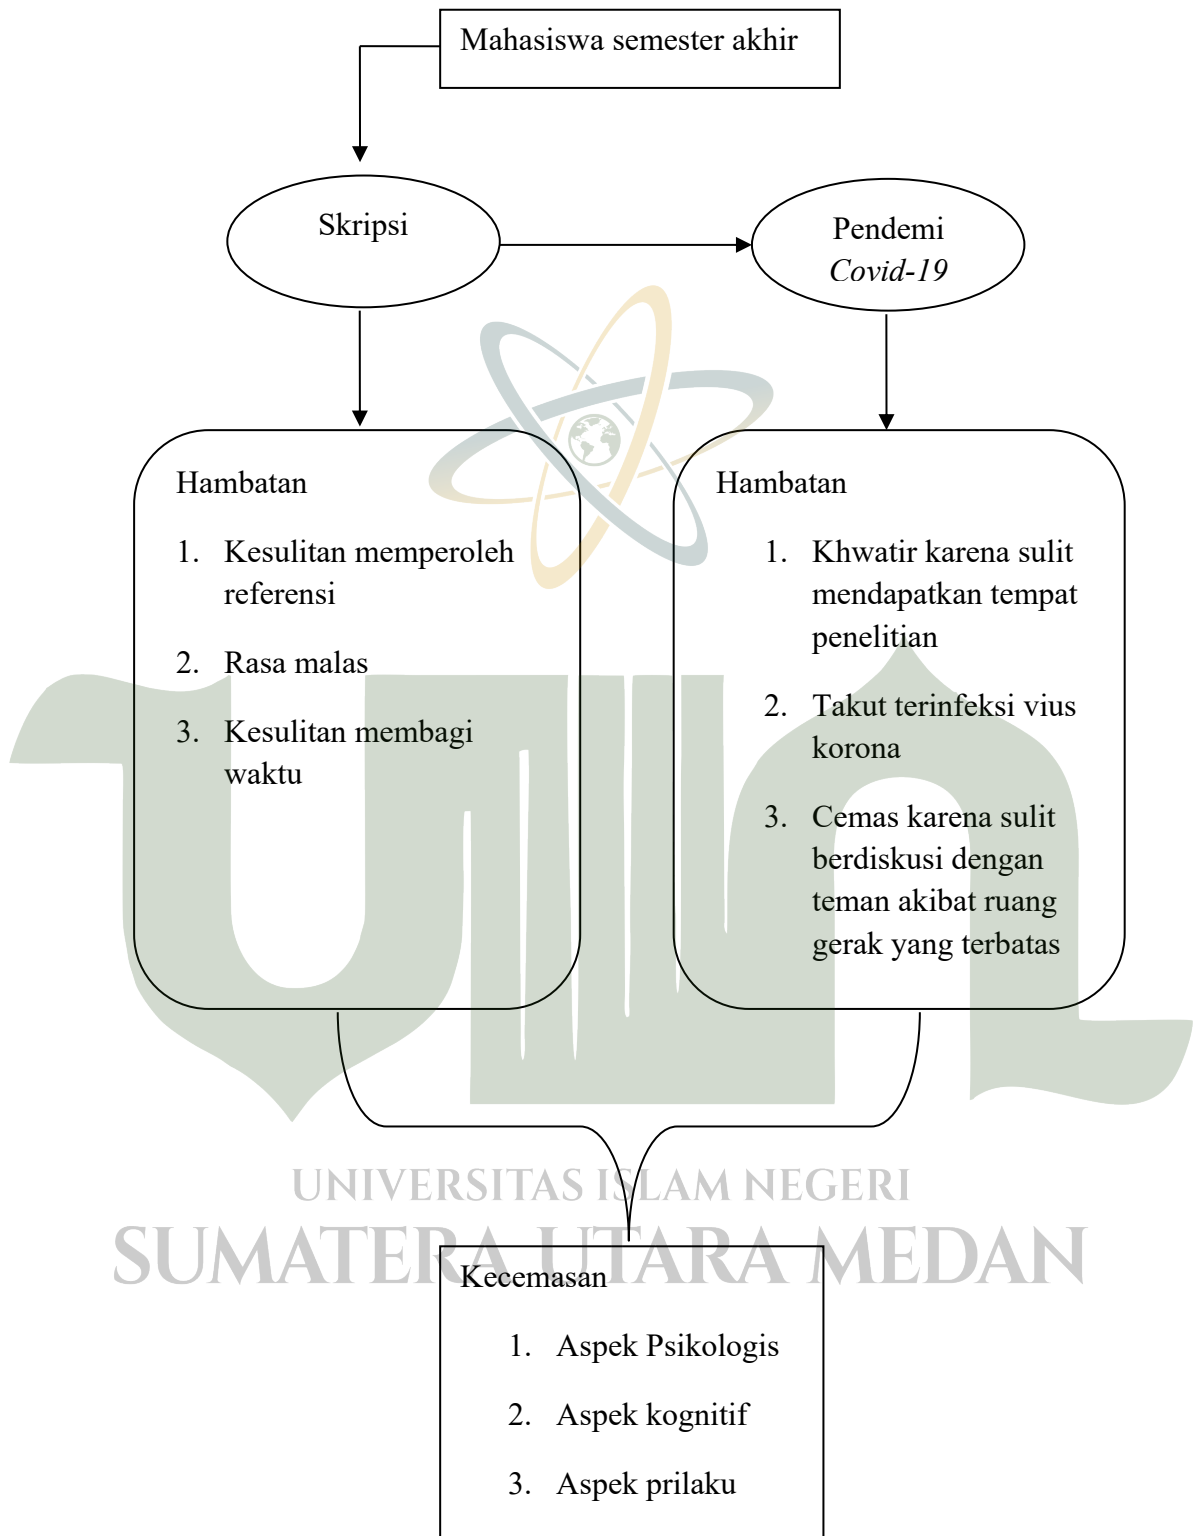 Mahasiswa semester akhir
Skripsi
Pendemi
Covid-19
Hambatan
1. Kesulitan memperoleh
referensi
2. Rasa malas
3. Kesulitan membagi
waktu
Hambatan
1. Khwatir karena sulit
mendapatkan tempat
penelitian
2. Takut terinfeksi vius
korona
3. Cemas karena sulit
berdiskusi dengan
teman akibat ruang
gerak yang terbatas
UNIVERSITAS ISLAM NEGERI
SUMATERA UTARA MEDAN
Kecemasan
1. Aspek Psikologis
2. Aspek kognitif
3. Aspek prilaku